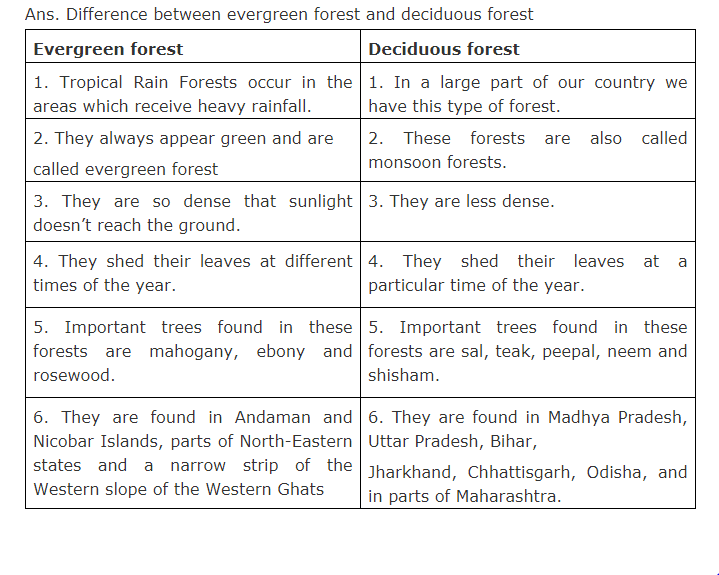 Ans. Difference between evergreen forest and deciduous forest
Evergreen forest
Deciduous forest
1. Tropical Rain Forests occur in the
areas which receive heavy rainfall.
1. In a large part of our country we
have this type of forest.
2. They always appear green and are
called evergreen forest
2. These forests are also called
monsoon forests.
3. They are so dense that sunlight
doesn’t reach the ground.
3. They are less dense.
4. They shed their leaves at different
times of the year.
4. They shed their leaves at a
particular time of the year.
5. Important trees found in these
forests are mahogany, ebony and
rosewood.
5. Important trees found in these
forests are sal, teak, peepal, neem and
shisham.
6. They are found in Andaman and
Nicobar Islands, parts of North-Eastern
states and a narrow strip of the
Western slope of the Western Ghats
6. They are found in Madhya Pradesh,
Uttar Pradesh, Bihar,
Jharkhand, Chhattisgarh, Odisha, and
in parts of Maharashtra.